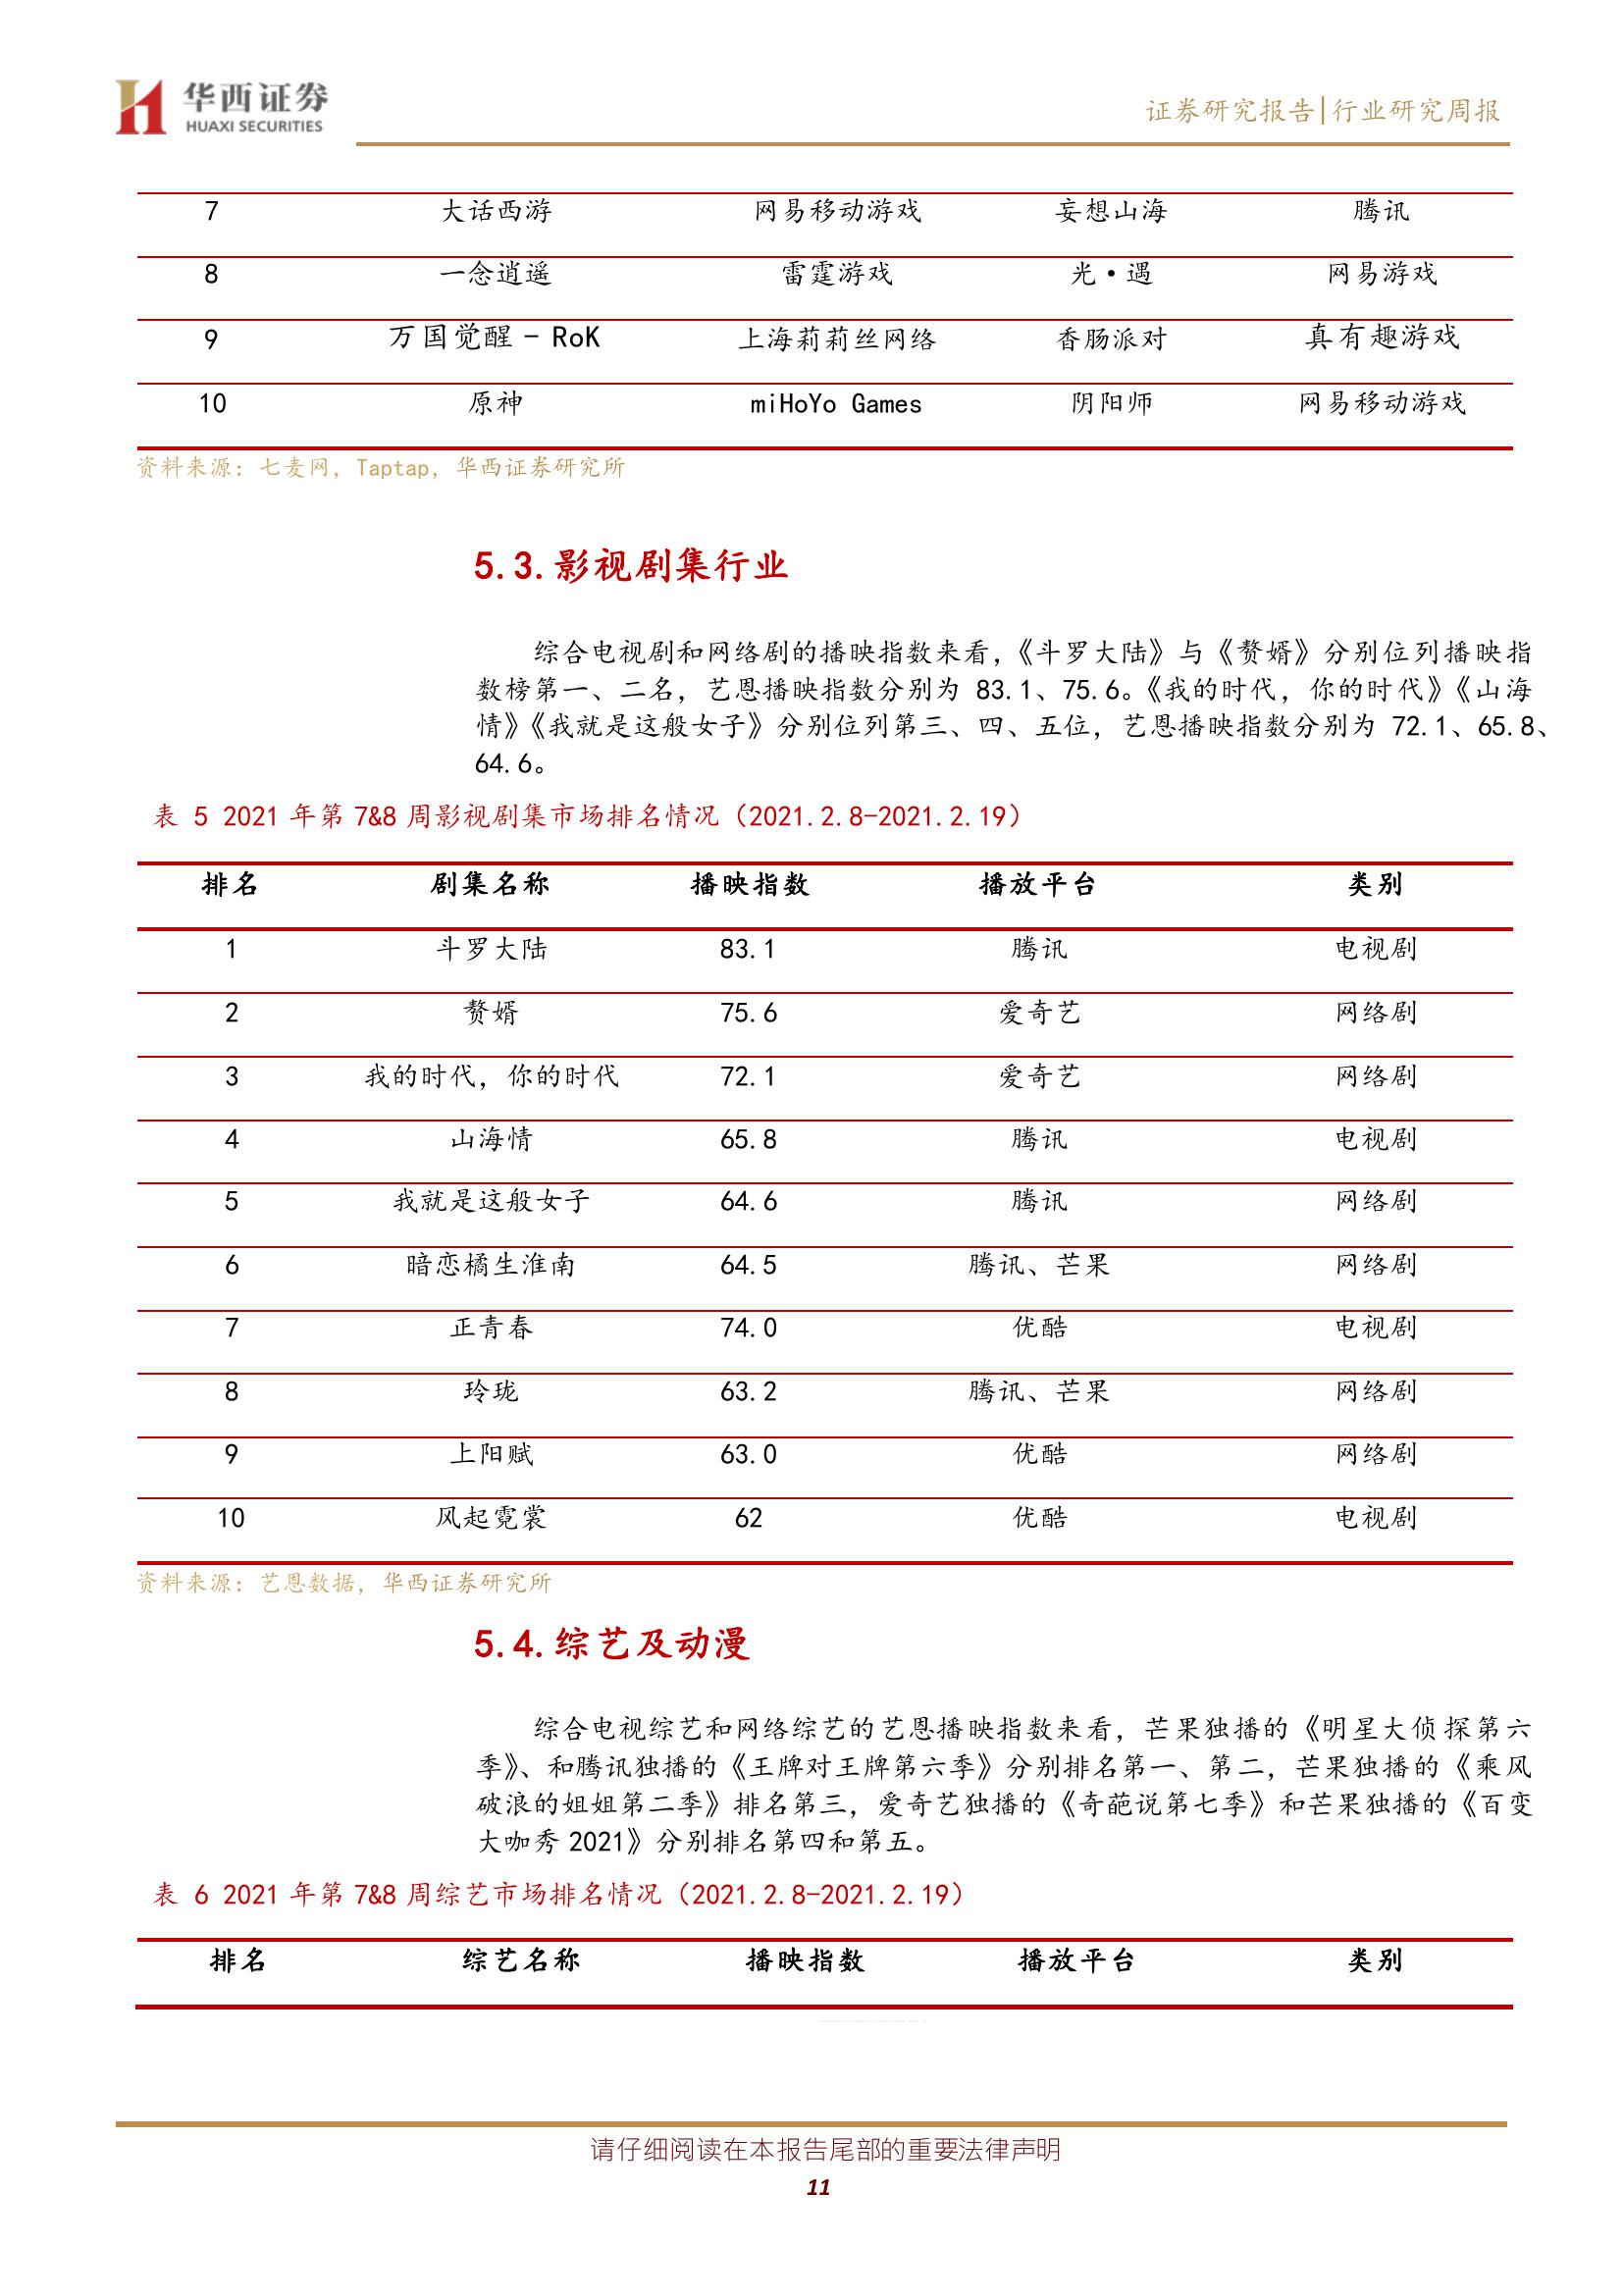 华西证券
HUAXI SECURITIES
证券研究报告|行业研究周报
7 大话西游 网易移动游戏 妄想山海 腾讯
8 一念逍遥 雷霆游戏 光·遇 网易游戏
9 万国觉醒 - RoK 上海莉莉丝网络 香肠派对 真有趣游戏
10 原神 miHoYo Games 阴阳师 网易移动游戏
资料来源：七麦网，Taptap，华西证券研究所
5.3.影视剧集行业
综合电视剧和网络剧的播映指数来看，《斗罗大陆》与《赘婿》分别位列播映指
数榜第一、二名，艺恩播映指数分别为 83.1、75.6。《我的时代，你的时代》《山海
情》《我就是这般女子》分别位列第三、四、五位，艺恩播映指数分别为 72.1、65.8、
64.6。
表 5 2021 年第 7&8 周影视剧集市场排名情况（2021.2.8-2021.2.19）
排名 剧集名称 播映指数 播放平台 类别
1 斗罗大陆 83.1 腾讯 电视剧
2 赘婿 75.6 爱奇艺 网络剧
3 我的时代，你的时代 72.1 爱奇艺 网络剧
4 山海情 65.8 腾讯 电视剧
5 我就是这般女子 64.6 腾讯 网络剧
6 暗恋橘生淮南 64.5 腾讯、芒果 网络剧
7 正青春 74.0 优酷 电视剧
8 玲珑 63.2 腾讯、芒果 网络剧
9 上阳赋 63.0 优酷 网络剧
10 风起霓裳 62 优酷 电视剧
资料来源：艺恩数据，华西证券研究所
5.4.综艺及动漫
综合电视综艺和网络综艺的艺恩播映指数来看，芒果独播的《明星大侦探第六
季》、和腾讯独播的《王牌对王牌第六季》分别排名第一、第二，芒果独播的《乘风
破浪的姐姐第二季》排名第三，爱奇艺独播的《奇葩说第七季》和芒果独播的《百变
大咖秀 2021》分别排名第四和第五。
表 6 2021 年第 7&8 周综艺市场排名情况（2021.2.8-2021.2.19）
排名 综艺名称 播映指数 播放平台 类别
请仔细阅读在本报告尾部的重要法律声明
11